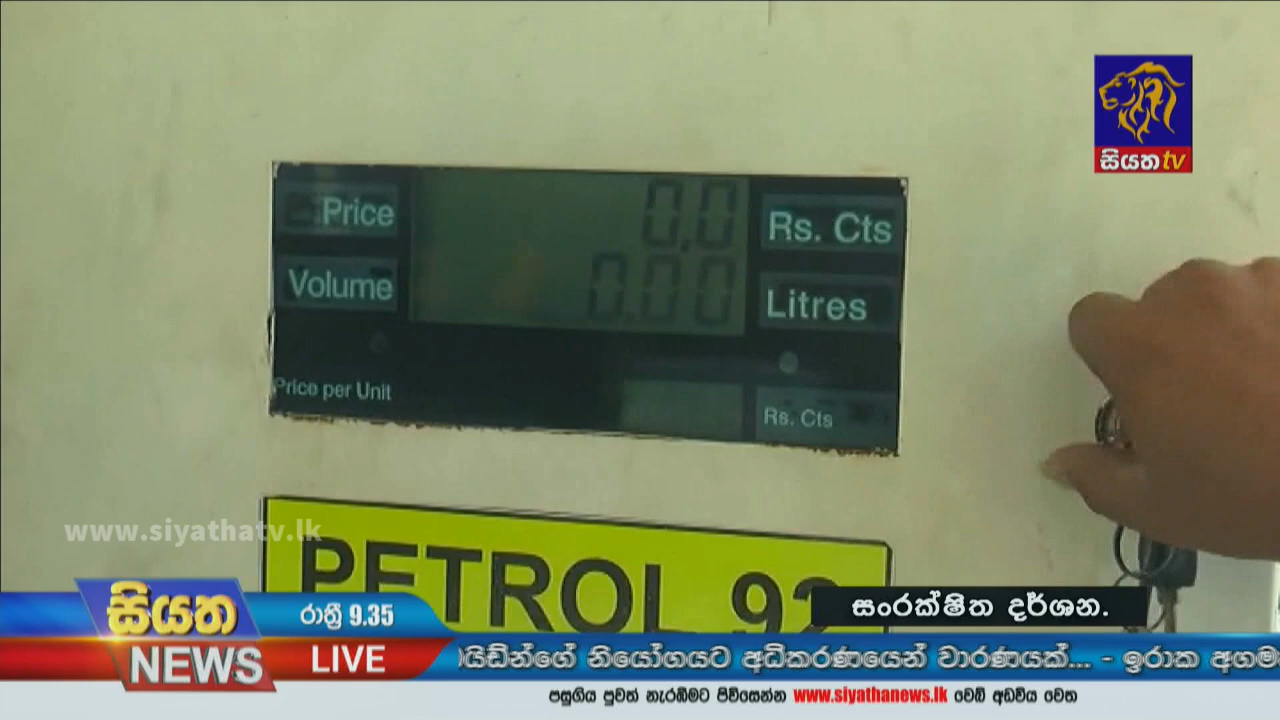 සියත tv
Price 0.0 Rs. Cts
Volume 0.00 Litres
Price per Unit Rs. Cts
www.siyathatv.lk
PETROL 92
සංරක්ෂිත දර්ශන.
සියත
රාත්‍රී 9.35
NEWS
LIVE
නියෝගයට අධිකරණයෙන් වාරණයක්... - ඉරාක
පසුගිය පුවත් නැරඹීමට පිවිසෙන්න www.siyathanews.lk වෙබ් අඩවිය වෙත